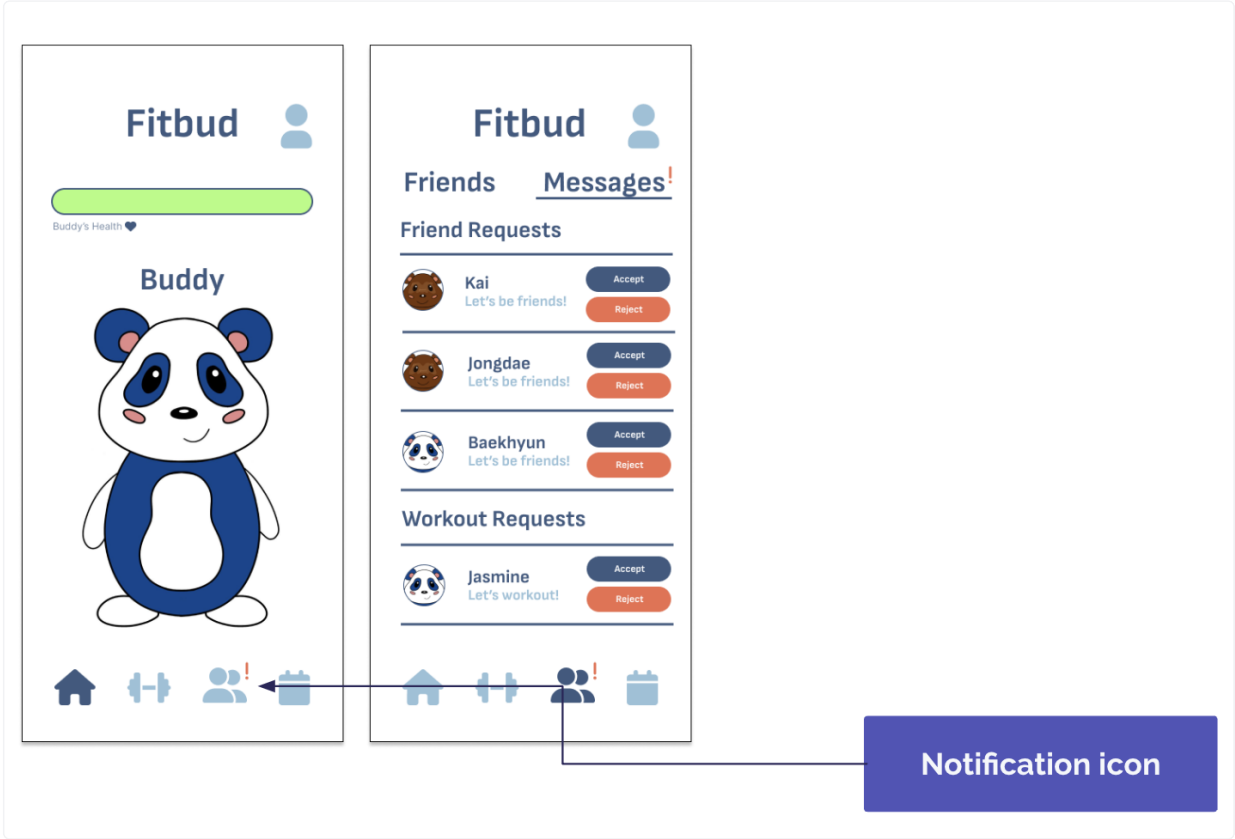 Fitbud
Buddy's Health
Buddy
!
Fitbud
Friends
Messages!
Friend Requests
Kai
Let's be friends!
Accept
Reject
Jongdae
Let's be friends!
Accept
Reject
Baekhyun
Let's be friends!
Accept
Reject
Workout Requests
Jasmine
Let's workout!
Accept
Reject
!
Notification icon